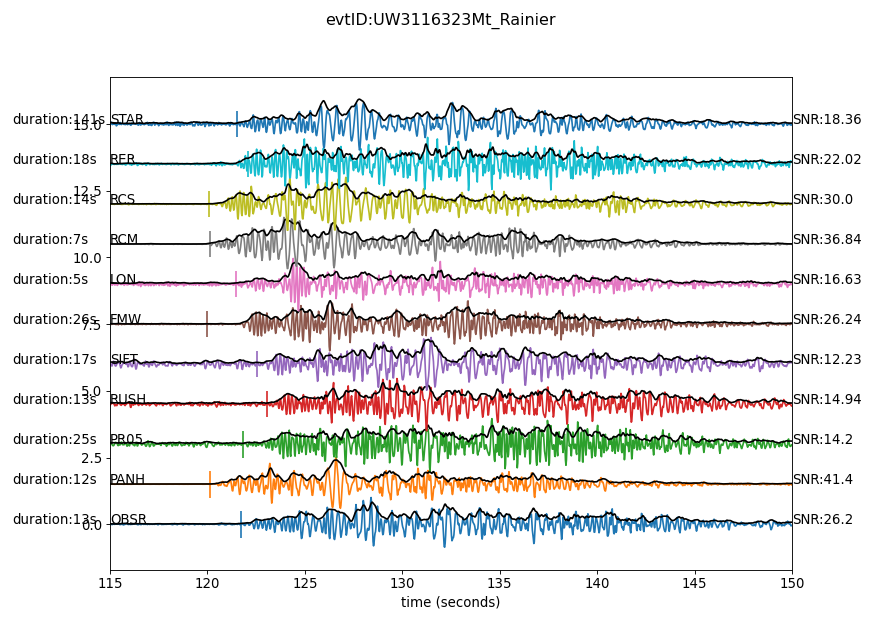 evtID:UW3116323Mt_Rainier
duration:141s STAR SNR:18.36
15.0
duration:18s RER SNR:22.02
12.5
duration:14s RCS SNR:30.0
duration:7s RCM SNR:36.84
10.0
duration:5s LON SNR:16.63
duration:26s FMW SNR:26.24
7.5
duration:17s SIFT SNR:12.23
5.0
duration:13s RUSH SNR:14.94
duration:25s PR05 SNR:14.2
2.5
duration:12s PANH SNR:41.4
duration:13s OBSR SNR:26.2
0.0
115 120 125 130 135 140 145 150
time (seconds)